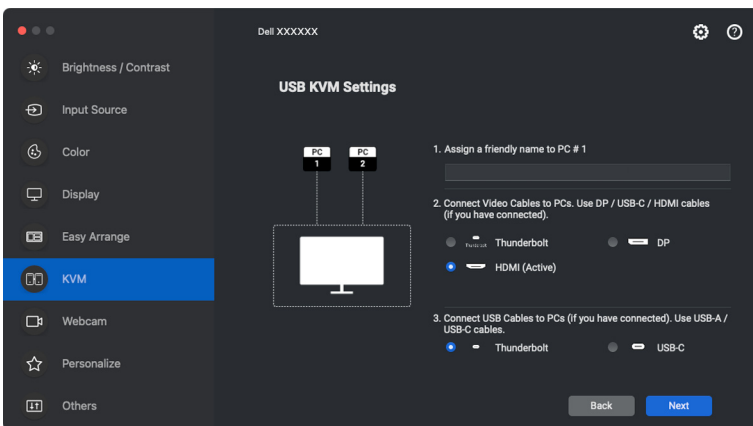 Dell XXXXXX
Brightness / Contrast
Input Source
Color
Display
Easy Arrange
KVM
Webcam
Personalize
Others
USB KVM Settings
PC
1
PC
2
1. Assign a friendly name to PC # 1
2. Connect Video Cables to PCs. Use DP / USB-C / HDMI cables
(if you have connected).
Thunderbolt
DP
HDMI (Active)
3. Connect USB Cables to PCs (if you have connected). Use USB-A /
USB-C cables.
Thunderbolt
USB-C
Back
Next